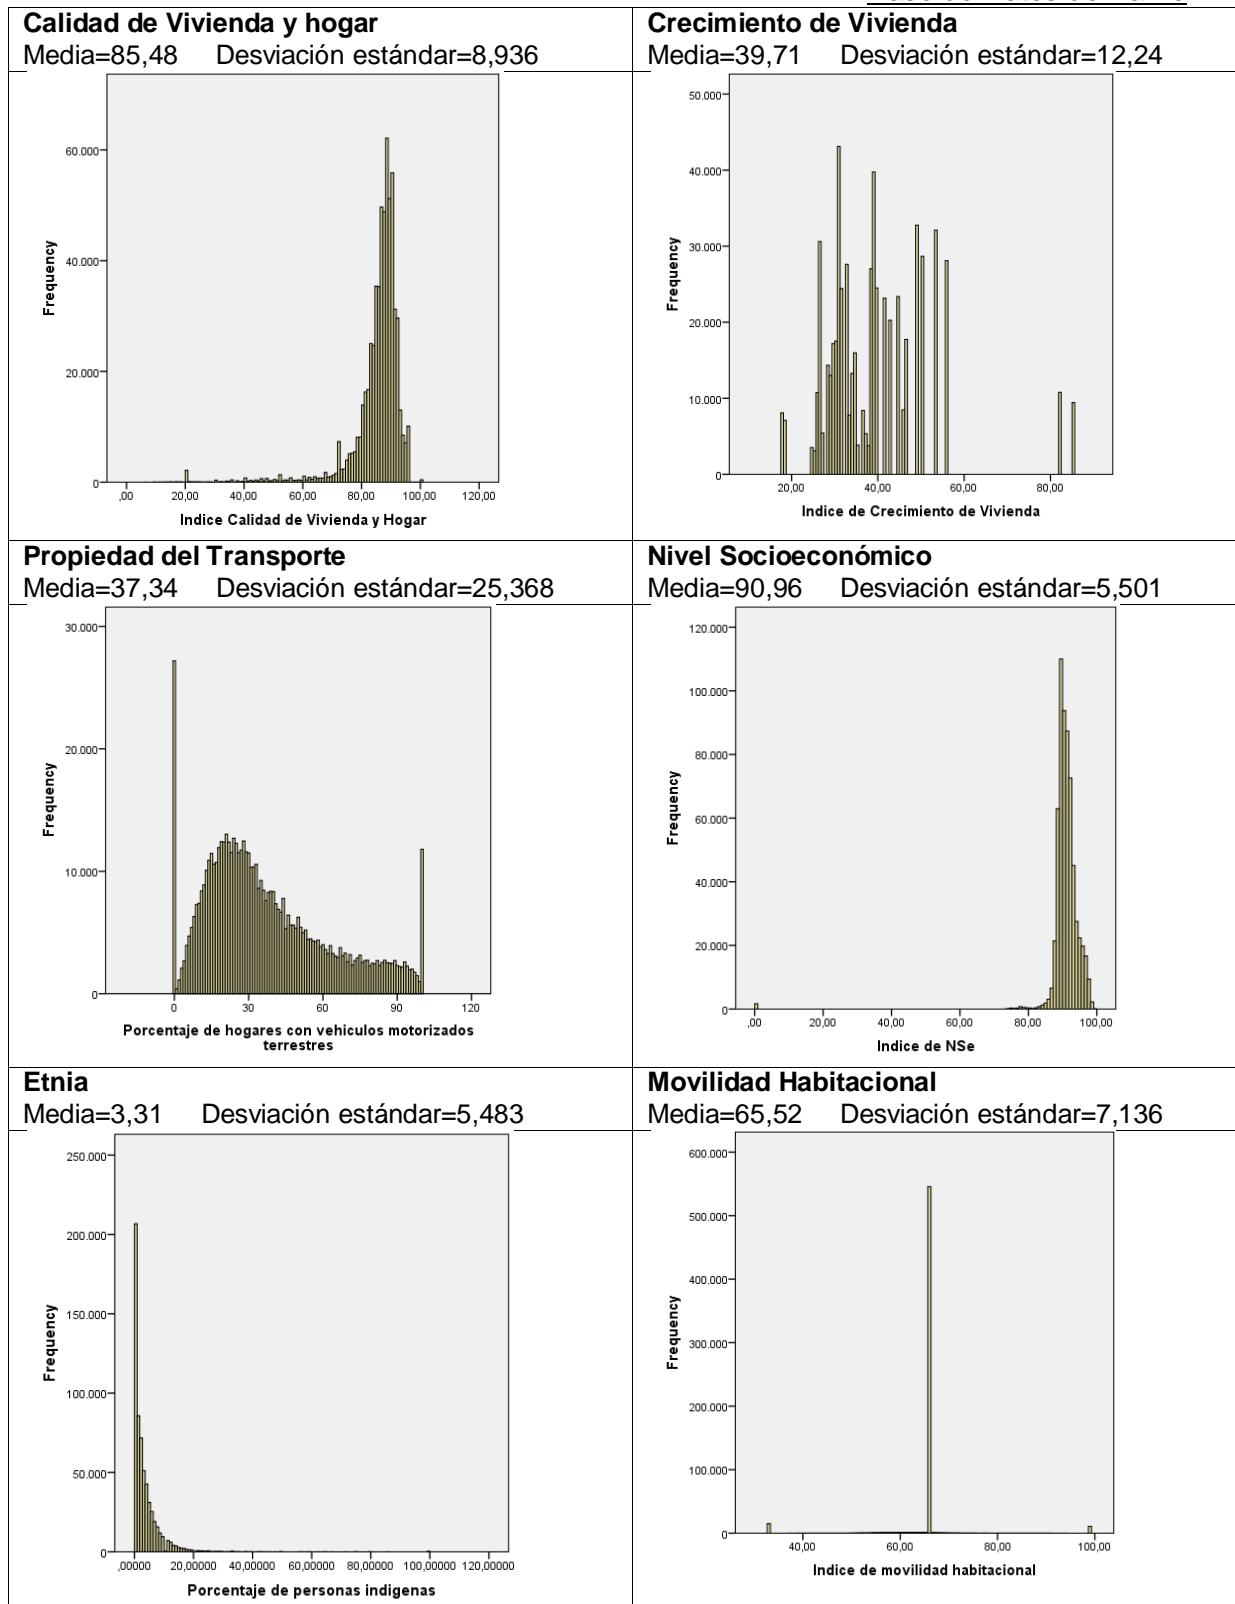 Calidad de Vivienda y hogar
Media=85,48 Desviación estándar=8,936
60.000
40.000
20.000
0
Frequency
,00 20,00 40,00 60,00 80,00 100,00 120,00
Indice Calidad de Vivienda y Hogar
Crecimiento de Vivienda
Media=39,71 Desviación estándar=12,24
50.000
40.000
30.000
20.000
10.000
0
Frequency
20,00 40,00 60,00 80,00
Indice de Crecimiento de Vivienda
Propiedad del Transporte
Media=37,34 Desviación estándar=25,368
30.000
20.000
10.000
0
Frequency
0 30 60 90 120
Porcentaje de hogares con vehiculos motorizados
terrestres
Nivel Socioeconómico
Media=90,96 Desviación estándar=5,501
120.000
100.000
80.000
60.000
40.000
20.000
0
Frequency
,00 20,00 40,00 60,00 80,00 100,00
Indice de NSe
Etnia
Media=3,31 Desviación estándar=5,483
250.000
200.000
150.000
100.000
50.000
0
Frequency
,00000 20,00000 40,00000 60,00000 80,00000 100,00000 120,00000
Porcentaje de personas indigenas
Movilidad Habitacional
Media=65,52 Desviación estándar=7,136
600.000
500.000
400.000
300.000
200.000
100.000
0
Frequency
40,00 60,00 80,00 100,00
Indice de movilidad habitacional